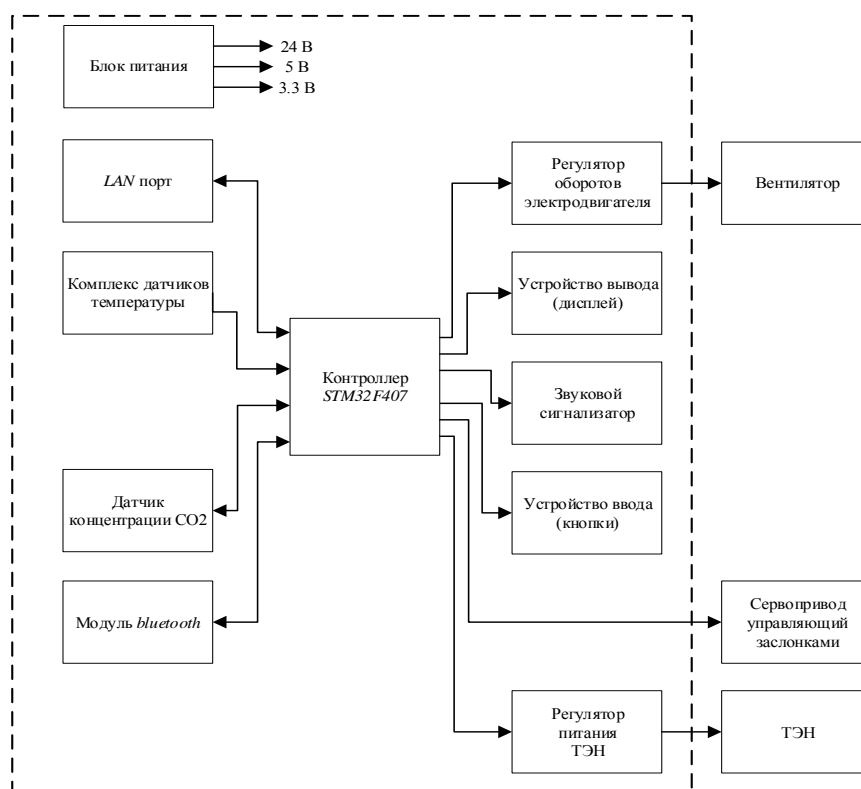 Блок питания
24 В
5 В
3.3 В
LAN порт
Регулятор
оборотов
электродвигателя
Вентилятор
Комплекс датчиков
температуры
Устройство вывода
(дисплей)
Контроллер
STM32F407
Звуковой
сигнализатор
Датчик
концентрации CO2
Устройство ввода
(кнопки)
Модуль bluetooth
Сервопривод
управляющий
заслонками
Регулятор
питания
ТЭН
ТЭН